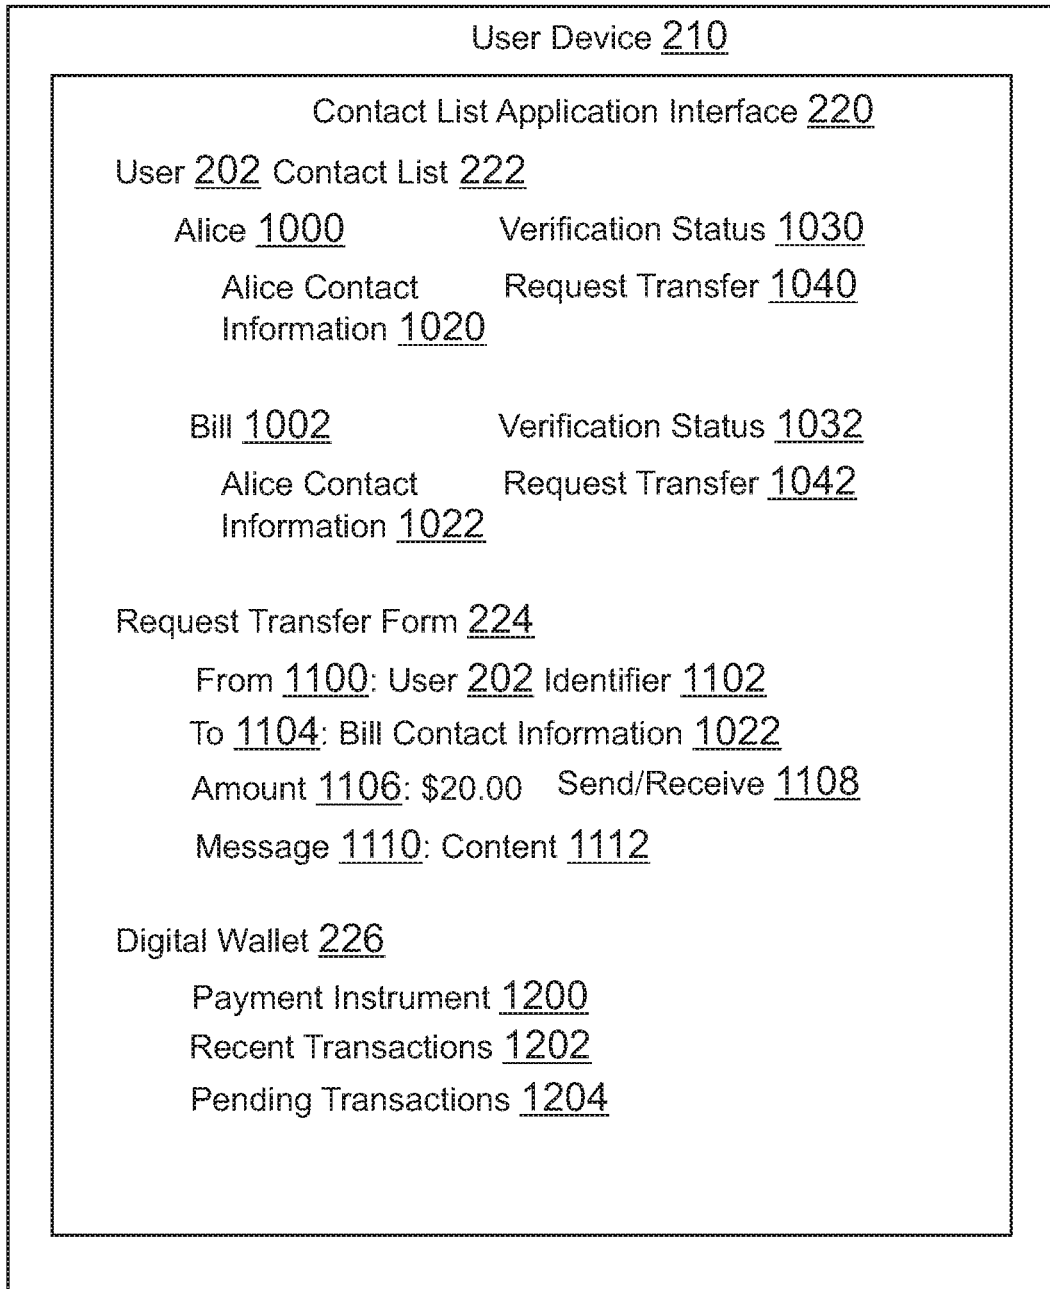 User Device 210
Contact List Application Interface 220
User 202 Contact List 222
Alice 1000 Verification Status 1030
Alice Contact Request Transfer 1040
Information 1020
Bill 1002 Verification Status 1032
Alice Contact Request Transfer 1042
Information 1022
Request Transfer Form 224
From 1100: User 202 Identifier 1102
To 1104: Bill Contact Information 1022
Amount 1106: $20.00 Send/Receive 1108
Message 1110: Content 1112
Digital Wallet 226
Payment Instrument 1200
Recent Transactions 1202
Pending Transactions 1204